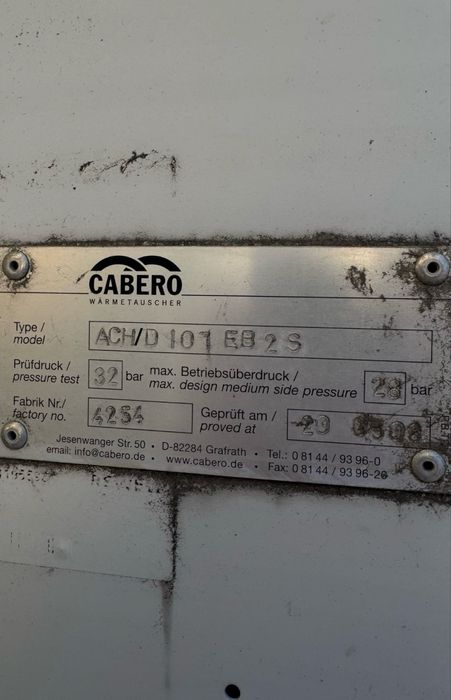 CABERO
WÄRMETAUSCHER
Type / model ACH/D 101 EB 2 S
Prüfdruck / pressure test 32 bar max. Betriebsüberdruck / max. design medium side pressure 28 bar
Fabrik Nr./ factory no. 4254 Geprüft am / proved at
Jesenwanger Str. 50 • D-82284 Grafrath • Tel.: 0 81 44 / 93 96-0
email: info@cabero.de • www.cabero.de • Fax: 0 81 44 / 93 96-26